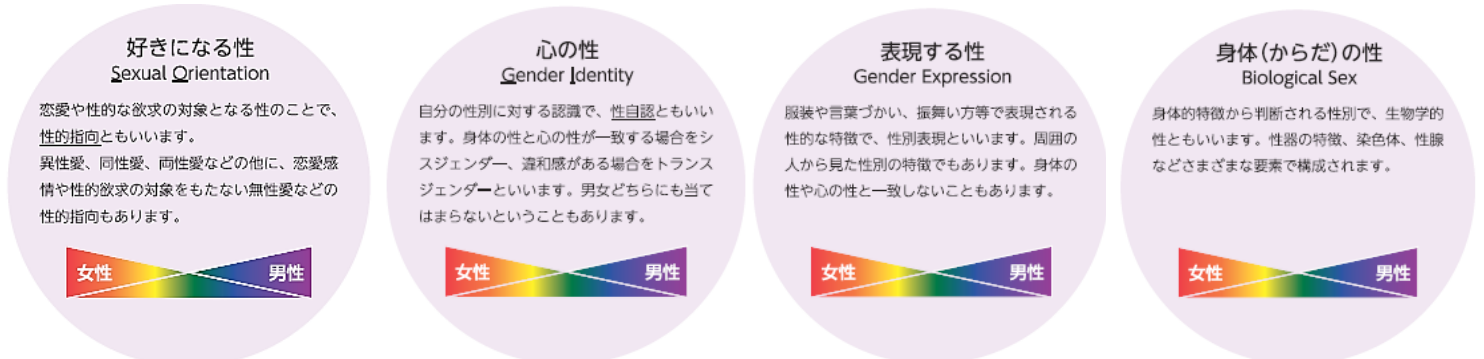 好きになる性
Sexual Orientation
恋愛や性的な欲求の対象となる性のことで、
性的指向ともいいます。
異性愛、同性愛、両性愛などの他に、恋愛感
情や性的欲求の対象をもたない無性愛などの
性的指向もあります。
女性 男性
心の性
Gender Identity
自分の性別に対する認識で、性自認ともいい
ます。身体の性と心の性が一致する場合をシ
スジェンダー、違和感がある場合をトランス
ジェンダーといいます。男女どちらにも当て
はまらないということもあります。
女性 男性
表現する性
Gender Expression
服装や言葉づかい、振舞い方等で表現される
性的な特徴で、性別表現といいます。周囲の
人から見た性別の特徴でもあります。身体の
性や心の性と一致しないこともあります。
女性 男性
身体(からだ)の性
Biological Sex
身体的特徴から判断される性別で、生物学的
性ともいいます。性器の特徴、染色体、性腺
などさまざまな要素で構成されます。
女性 男性